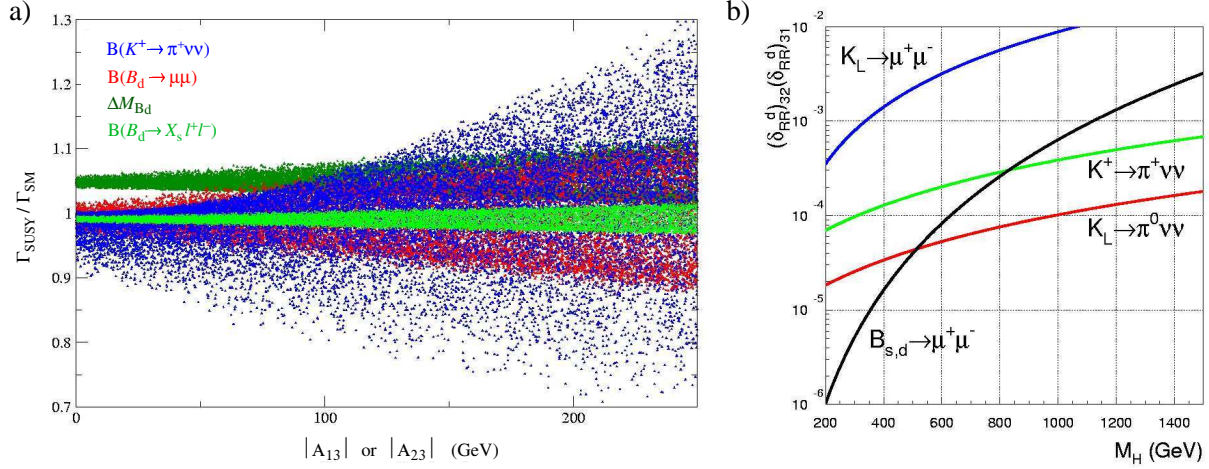 a)
B(K⁺→π⁺νν)
B(B_d→μμ)
ΔM_Bd
B(B_d→X_s l⁺l⁻)
Γ_SUSY / Γ_SM
1.3
1.2
1.1
1
0.9
0.8
0.7
0
100
200
|A₁₃| or |A₂₃| (GeV)
b)
(δ^d_RR)₃₂(δ^d_RR)₃₁
10⁻²
10⁻³
10⁻⁴
10⁻⁵
10⁻⁶
K_L→μ⁺μ⁻
K⁺→π⁺νν
K_L→π⁰νν
B_s,d→μ⁺μ⁻
200 400 600 800 1000 1200 1400
M_H (GeV)